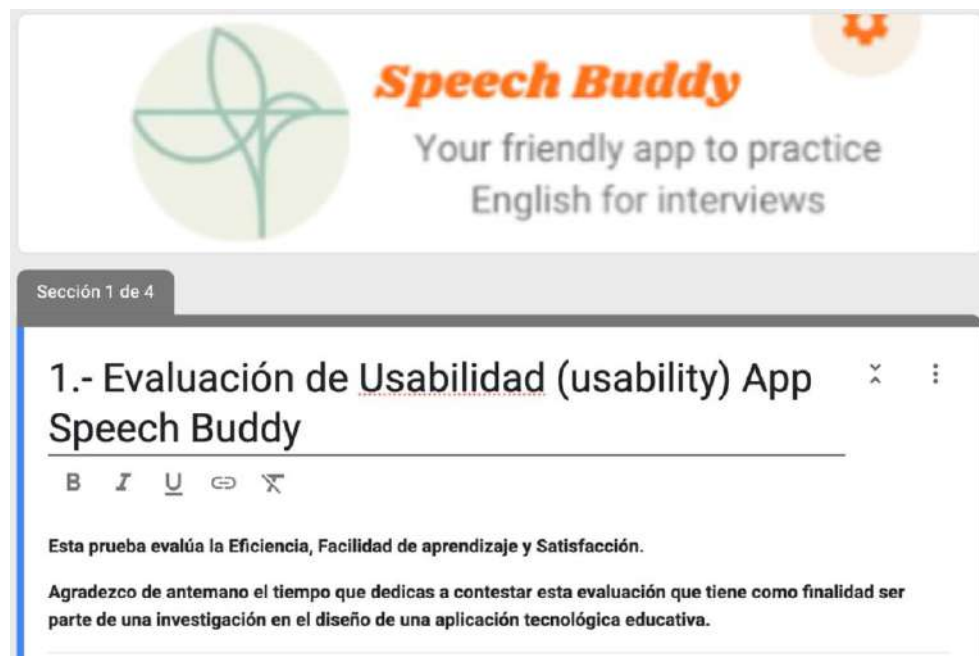 Speech Buddy
Your friendly app to practice
English for interviews
Sección 1 de 4
1.- Evaluación de Usabilidad (usability) App
Speech Buddy
B I U
Esta prueba evalúa la Eficiencia, Facilidad de aprendizaje y Satisfacción.
Agradezco de antemano el tiempo que dedicas a contestar esta evaluación que tiene como finalidad ser
parte de una investigación en el diseño de una aplicación tecnológica educativa.